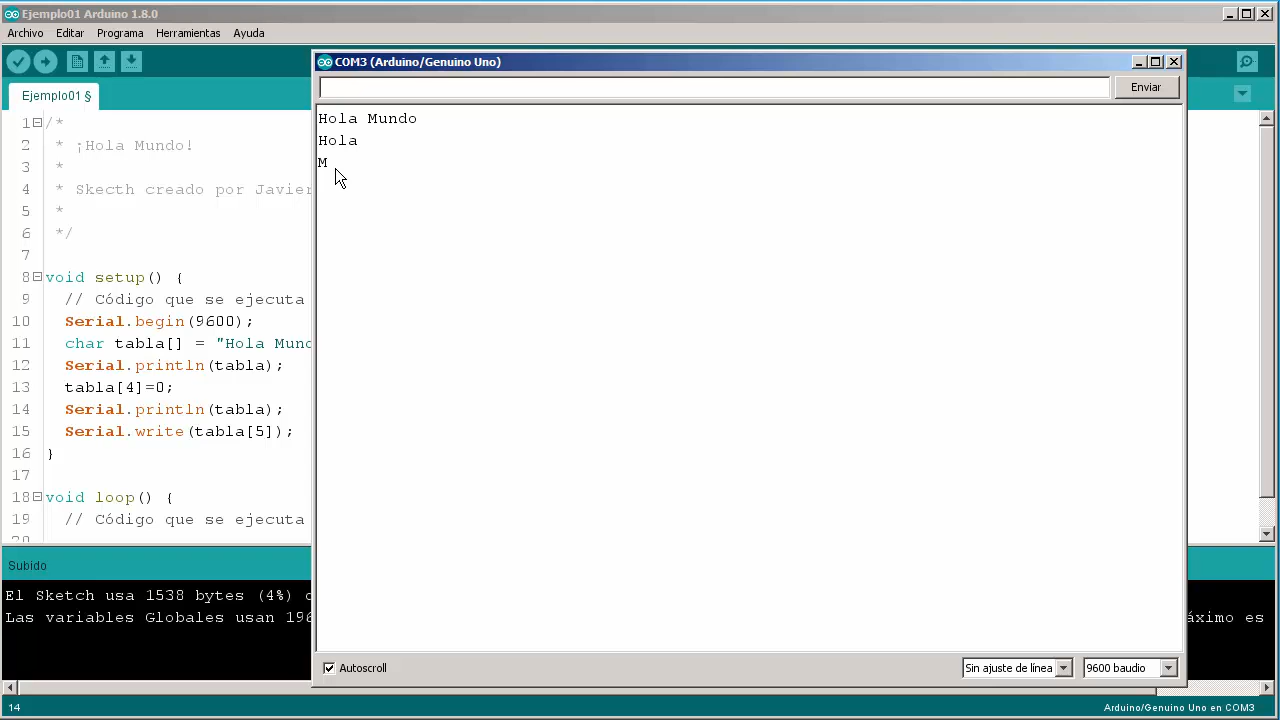 Ejemplo01 Arduino 1.8.0
Archivo Editar Programa Herramientas Ayuda
COM3 (Arduino/Genuino Uno)
Enviar
Ejemplo01 §
Hola Mundo
Hola
M
1 /*
2 * ¡Hola Mundo!
3 *
4 * Skecth creado por Javier
5 *
6 */
7
8 void setup() {
9 // Código que se ejecuta
10 Serial.begin(9600);
11 char tabla[] = "Hola Mund
12 Serial.println(tabla);
13 tabla[4]=0;
14 Serial.println(tabla);
15 Serial.write(tabla[5]);
16 }
17
18 void loop() {
19 // Código que se ejecuta
20
Autoscroll Sin ajuste de línea 9600 baudio
Subido
El Sketch usa 1538 bytes (4%)
Las variables Globales usan 196 áximo es
14 Arduino/Genuino Uno en COM3